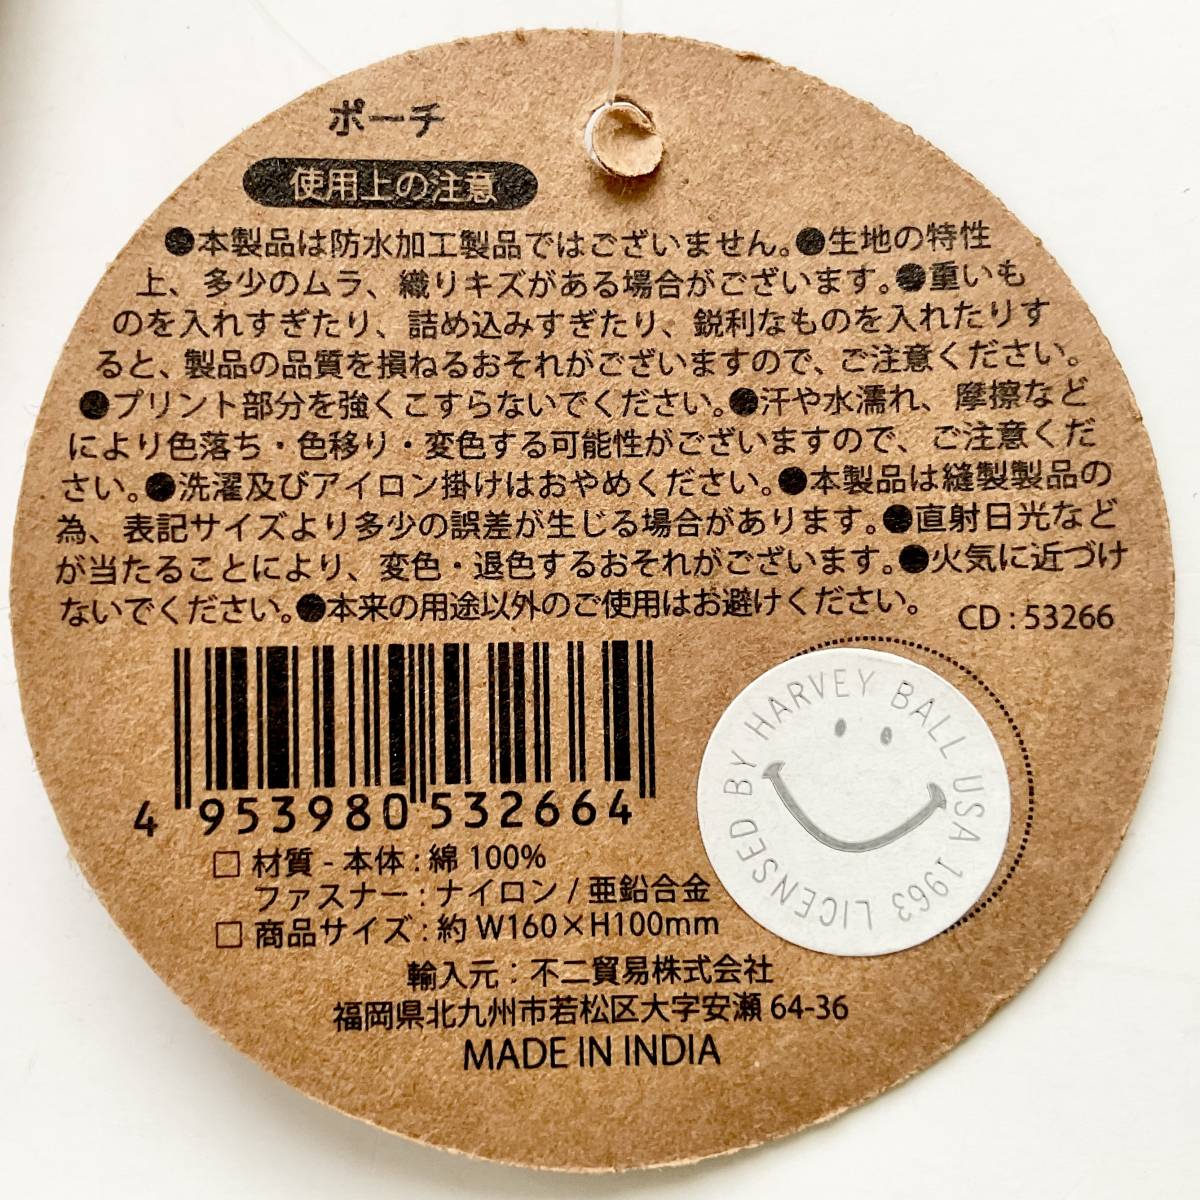 ポーチ
使用上の注意
●本製品は防水加工製品ではございません。●生地の特性
上、多少のムラ、織りキズがある場合がございます。●重いも
のを入れすぎたり、詰め込みすぎたり、鋭利なものを入れたりす
ると、製品の品質を損ねるおそれがございますので、ご注意ください。
●プリント部分を強くこすらないでください。●汗や水濡れ、摩擦など
により色落ち・色移り・変色する可能性がございますので、ご注意くだ
さい。●洗濯及びアイロン掛けはおやめください。●本製品は縫製製品の
為、表記サイズより多少の誤差が生じる場合があります。●直射日光など
が当たることにより、変色・退色するおそれがございます。●火気に近づけ
ないでください。●本来の用途以外のご使用はお避けください。
CD : 53266
4 953980 532664
□ 材質 - 本体 : 綿 100%
ファスナー : ナイロン / 亜鉛合金
□ 商品サイズ : 約 W160×H100mm
輸入元 : 不二貿易株式会社
福岡県北九州市若松区大字安瀬 64-36
MADE IN INDIA
HARVEY BALL USA 1963 LICENSED BY